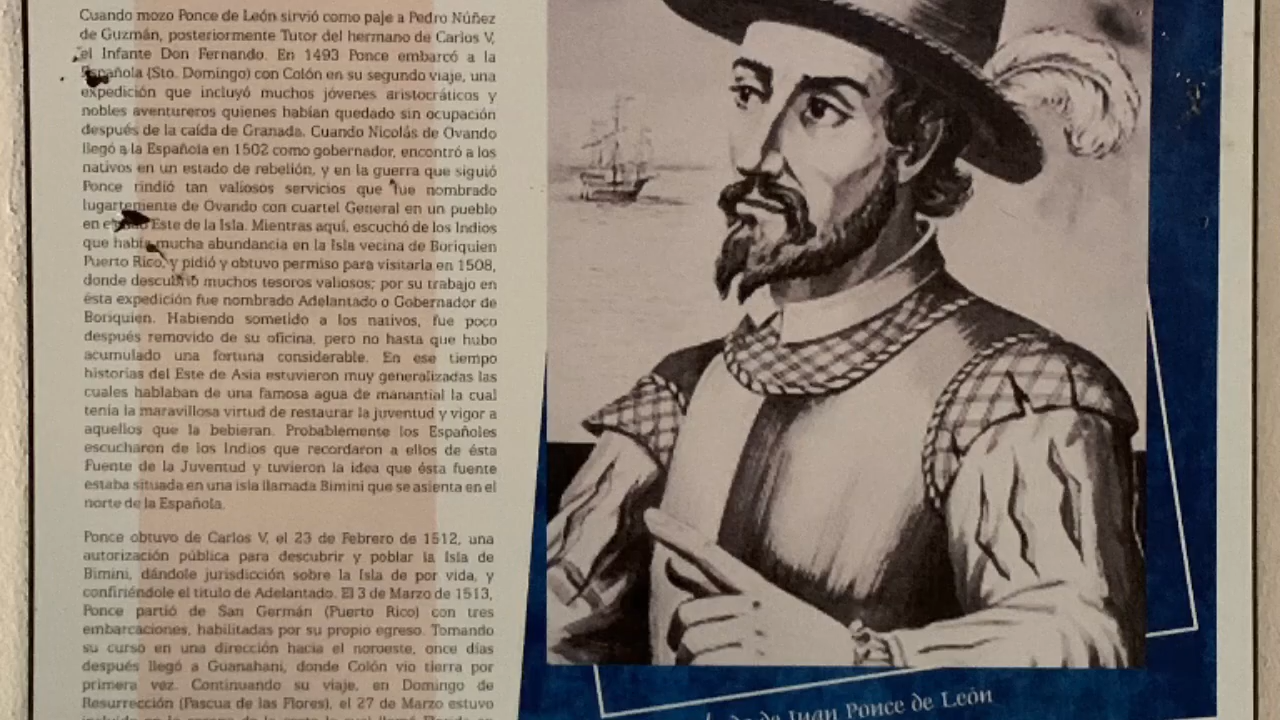 Cuando mozo Ponce de León sirvió como paje a Pedro Núñez
de Guzmán, posteriormente Tutor del hermano de Carlos V,
el Infante Don Fernando. En 1493 Ponce embarcó a la
Española (Sto. Domingo) con Colón en su segundo viaje, una
expedición que incluyó muchos jóvenes aristocráticos y
nobles aventureros quienes habían quedado sin ocupación
después de la caída de Granada. Cuando Nicolás de Ovando
llegó a la Española en 1502 como gobernador, encontró a los
nativos en un estado de rebelión, y en la guerra que siguió
Ponce rindió tan valiosos servicios que fue nombrado
lugartemente de Ovando con cuartel General en un pueblo
en el Este de la Isla. Mientras aquí, escuchó de los Indios
que había mucha abundancia en la Isla vecina de Boriquien
Puerto Rico, y pidió y obtuvo permiso para visitarla en 1508,
donde descubrió muchos tesoros valiosos; por su trabajo en
ésta expedición fue nombrado Adelantado o Gobernador de
Boriquien. Habiendo sometido a los nativos, fue poco
después removido de su oficina, pero no hasta que hubo
acumulado una fortuna considerable. En ese tiempo
historias del Este de Asia estuvieron muy generalizadas las
cuales hablaban de una famosa agua de manantial la cual
tenía la maravillosa virtud de restaurar la juventud y vigor a
aquellos que la bebieran. Probablemente los Españoles
escucharon de los Indios que recordaron a ellos de ésta
Fuente de la Juventud y tuvieron la idea que ésta fuente
estaba situada en una isla llamada Bimini que se asienta en el
norte de la Española.
Ponce obtuvo de Carlos V, el 23 de Febrero de 1512, una
autorización pública para descubrir y poblar la Isla de
Bimini, dándole jurisdicción sobre la Isla de por vida, y
confiriéndole el título de Adelantado. El 3 de Marzo de 1513,
Ponce partió de San Germán (Puerto Rico) con tres
embarcaciones, habilitadas por su propio egreso. Tomando
su curso en una dirección hacia el noroeste, once días
después llegó a Guanahani, donde Colón vio tierra por
primera vez. Continuando su viaje, en Domingo de
Resurrección (Pascua de las Flores), el 27 de Marzo estuvo
de Juan Ponce de León